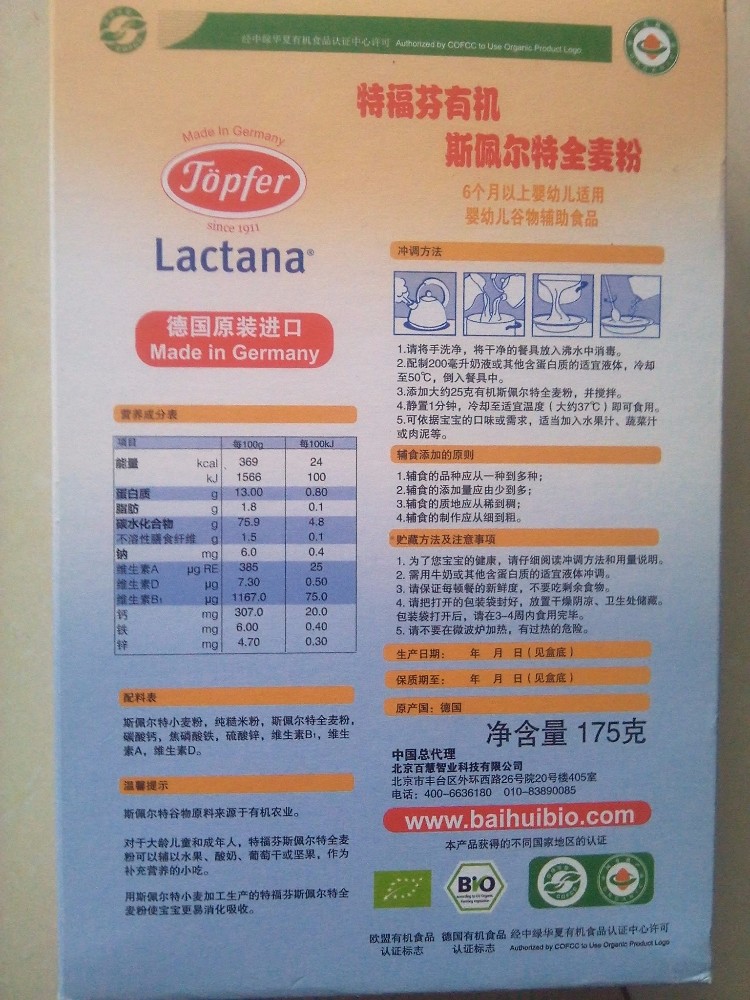 经中绿华夏有机食品认证中心许可 Authorized by COFCC to Use Organic Product Logo
特福芬有机
斯佩尔特全麦粉
6个月以上婴幼儿适用
婴幼儿谷物辅助食品
Made in Germany
Töpfer
since 1911
Lactana®
德国原装进口
Made in Germany
营养成分表
项目 每100g 每100kJ
能量 kcal 369 24
kJ 1566 100
蛋白质 g 13.00 0.80
脂肪 g 1.8 0.1
碳水化合物 g 75.9 4.8
不溶性膳食纤维 g 1.5 0.1
钠 mg 6.0 0.4
维生素A μg RE 385 25
维生素D μg 7.30 0.50
维生素B₁ μg 1167.0 75.0
钙 mg 307.0 20.0
铁 mg 6.00 0.40
锌 mg 4.70 0.30
配料表
斯佩尔特小麦粉，纯糙米粉，斯佩尔特全麦粉，
碳酸钙，焦磷酸铁，硫酸锌，维生素B₁，维生
素A，维生素D。
温馨提示
斯佩尔特谷物原料来源于有机农业。
对于大龄儿童和成年人，特福芬斯佩尔特全麦
粉可以辅以水果、酸奶、葡萄干或坚果，作为
补充营养的小吃。
用斯佩尔特小麦加工生产的特福芬斯佩尔特全
麦粉使宝宝更易消化吸收。
冲调方法
1.请将手洗净，将干净的餐具放入沸水中消毒。
2.配制200毫升奶液或其他含蛋白质的适宜液体，冷却
至50℃，倒入餐具中。
3.添加大约25克有机斯佩尔特全麦粉，并搅拌。
4.静置1分钟，冷却至适宜温度（大约37℃）即可食用。
5.可依据宝宝的口味或需求，适当加入水果汁、蔬菜汁
或肉泥等。
辅食添加的原则
1.辅食的品种应从一种到多种；
2.辅食的添加量应由少到多；
3.辅食的质地应从稀到稠；
4.辅食的制作应从细到粗。
贮藏方法及注意事项
1. 为了您宝宝的健康，请仔细阅读冲调方法和用量说明。
2. 需用牛奶或其他含蛋白质的适宜液体冲调。
3. 请保证每顿餐的新鲜度，不要吃剩余食物。
4. 请把打开的包装袋封好，放置干燥阴凉、卫生处储藏。
包装袋打开后，请在3-4周内食用完毕。
5. 请不要在微波炉加热，有过热的危险。
生产日期： 年 月 日（见盒底）
保质期至： 年 月 日（见盒底）
原产国：德国
净含量 175克
中国总代理
北京百慧智业科技有限公司
北京市丰台区外环西路26号院20号楼405室
电话：400-6636180 010-83890085
www.baihuibio.com
本产品获得的不同国家地区的认证
Bio
欧盟有机食品 德国有机食品 经中绿华夏有机食品认证中心许可
认证标志 认证标志 Authorized by COFCC to Use Organic Product Logo